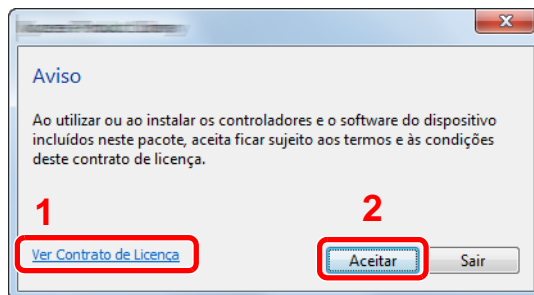 Aviso
Ao utilizar ou ao instalar os controladores e o software do dispositivo
incluídos neste pacote, aceita ficar sujeito aos termos e às condições
deste contrato de licença.
1
2
Ver Contrato de Licença
Aceitar
Sair